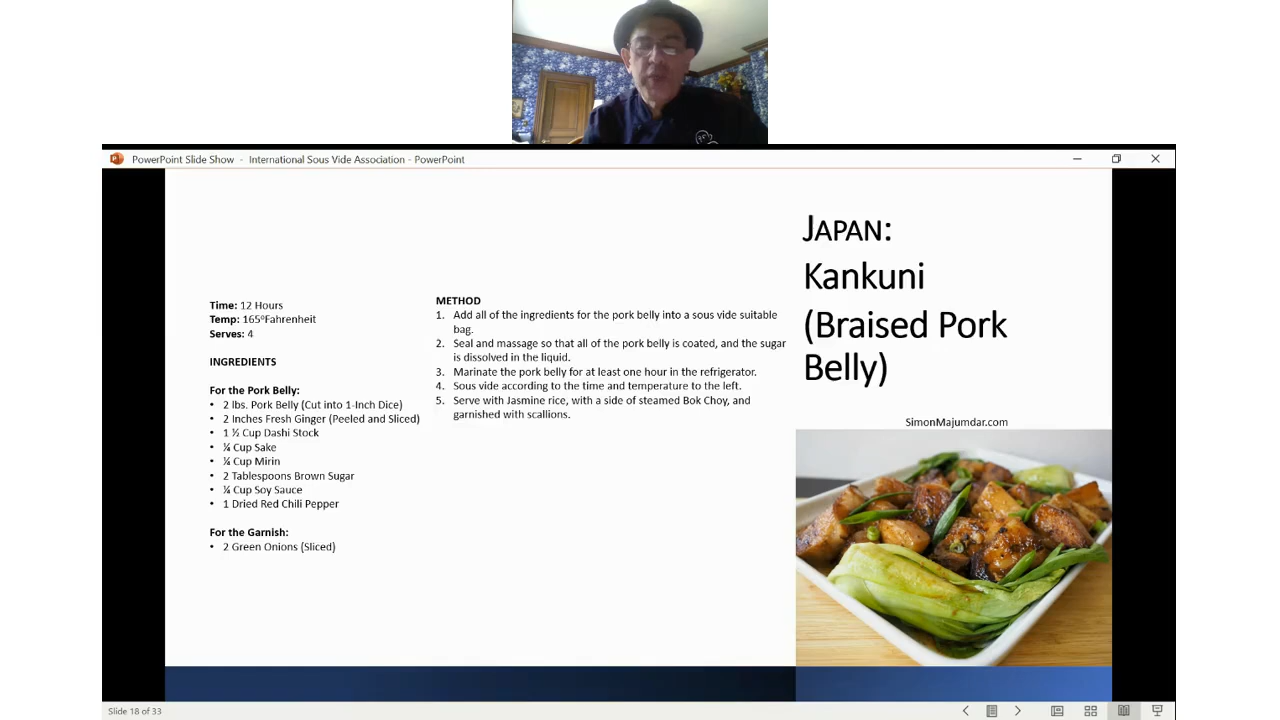 PowerPoint Slide Show - International Sous Vide Association - PowerPoint
JAPAN:
Kankuni
(Braised Pork
Belly)
SimonMajumdar.com
Time: 12 Hours
Temp: 165ºFahrenheit
Serves: 4
INGREDIENTS
For the Pork Belly:
• 2 lbs. Pork Belly (Cut into 1-Inch Dice)
• 2 Inches Fresh Ginger (Peeled and Sliced)
• 1 ½ Cup Dashi Stock
• ¼ Cup Sake
• ¼ Cup Mirin
• 2 Tablespoons Brown Sugar
• ¼ Cup Soy Sauce
• 1 Dried Red Chili Pepper
For the Garnish:
• 2 Green Onions (Sliced)
METHOD
1. Add all of the ingredients for the pork belly into a sous vide suitable
bag.
2. Seal and massage so that all of the pork belly is coated, and the sugar
is dissolved in the liquid.
3. Marinate the pork belly for at least one hour in the refrigerator.
4. Sous vide according to the time and temperature to the left.
5. Serve with Jasmine rice, with a side of steamed Bok Choy, and
garnished with scallions.
Slide 18 of 33